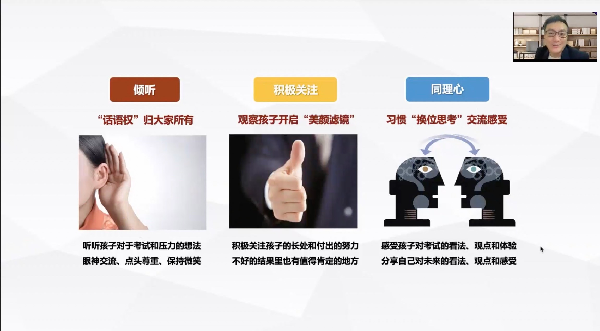 倾听
积极关注
同理心
“话语权”归大家所有
观察孩子开启“美颜滤镜”
习惯“换位思考”交流感受
听听孩子对于考试和压力的想法
眼神交流、点头尊重、保持微笑
积极关注孩子的长处和付出的努力
不好的结果里也有值得肯定的地方
感受孩子对考试的看法、观点和体验
分享自己对未来的看法、观点和感受